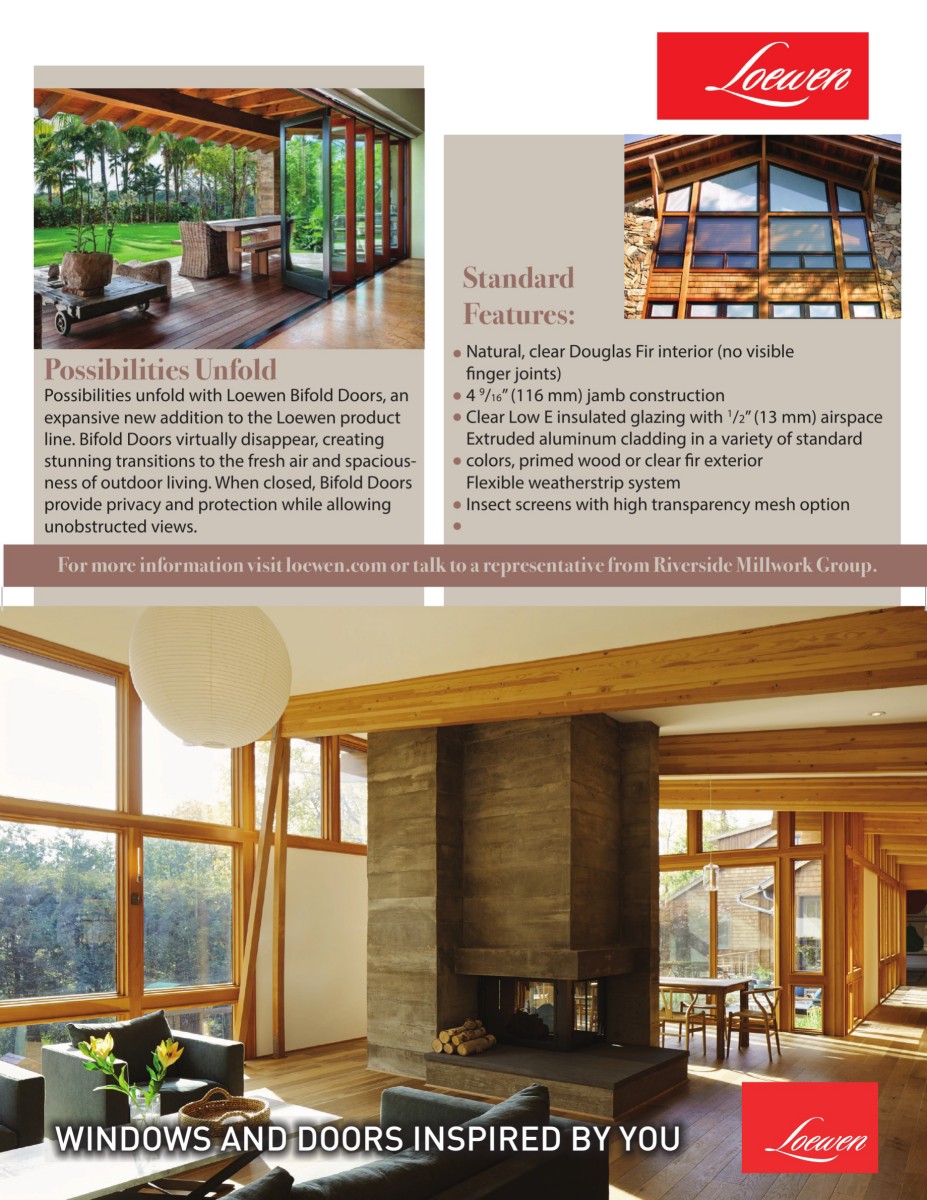 Loewen
Possibilities Unfold
Possibilities unfold with Loewen Bifold Doors, an
expansive new addition to the Loewen product
line. Bifold Doors virtually disappear, creating
stunning transitions to the fresh air and spacious-
ness of outdoor living. When closed, Bifold Doors
provide privacy and protection while allowing
unobstructed views.
Standard
Features:
• Natural, clear Douglas Fir interior (no visible
finger joints)
• 4 9/16” (116 mm) jamb construction
• Clear Low E insulated glazing with 1/2” (13 mm) airspace
Extruded aluminum cladding in a variety of standard
• colors, primed wood or clear fir exterior
Flexible weatherstrip system
• Insect screens with high transparency mesh option
•
For more information visit loewen.com or talk to a representative from Riverside Millwork Group.
WINDOWS AND DOORS INSPIRED BY YOU
Loewen